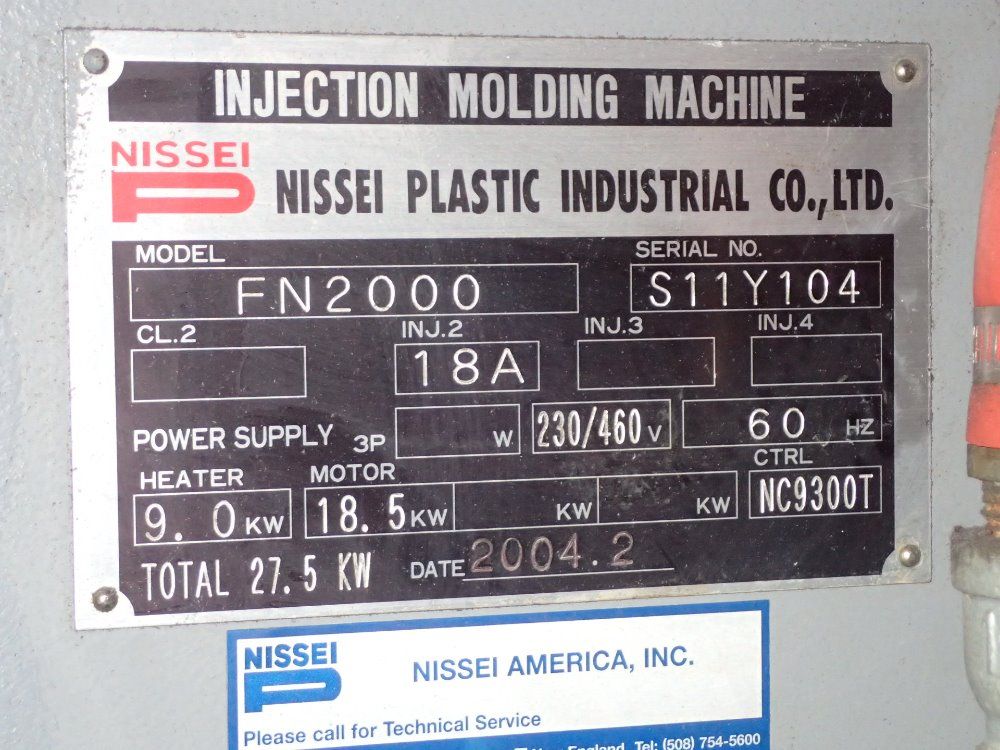 INJECTION MOLDING MACHINE
NISSEI
NISSEI PLASTIC INDUSTRIAL CO.,LTD.
MODEL SERIAL NO.
FN2000 S11Y104
CL.2 INJ.2 INJ.3 INJ.4
18A
POWER SUPPLY 3P W 230/460 V 60 HZ
HEATER MOTOR CTRL
9.0 KW 18.5 KW KW KW NC9300T
TOTAL 27.5 KW DATE 2004.2
NISSEI
NISSEI AMERICA, INC.
Please call for Technical Service
New England Tel: (508) 754-5600